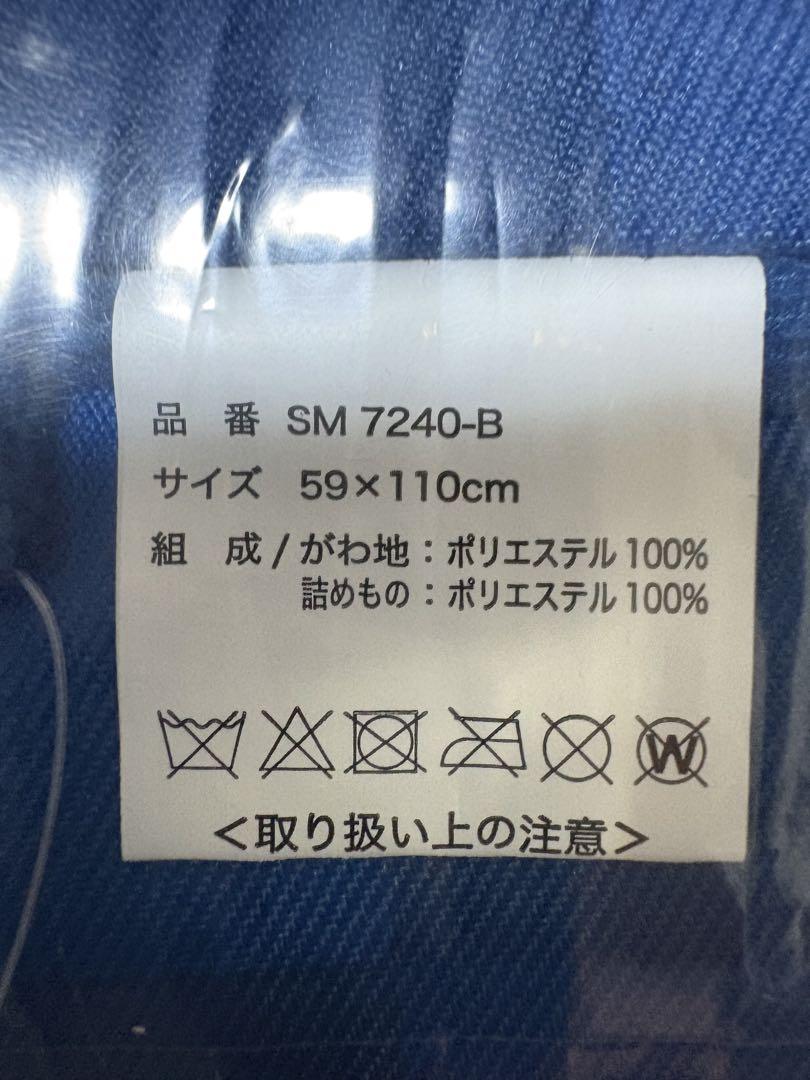 品 番 SM 7240-B
サイズ 59×110cm
組 成/がわ地:ポリエステル100%
詰めもの:ポリエステル100%
W
<取り扱い上の注意>